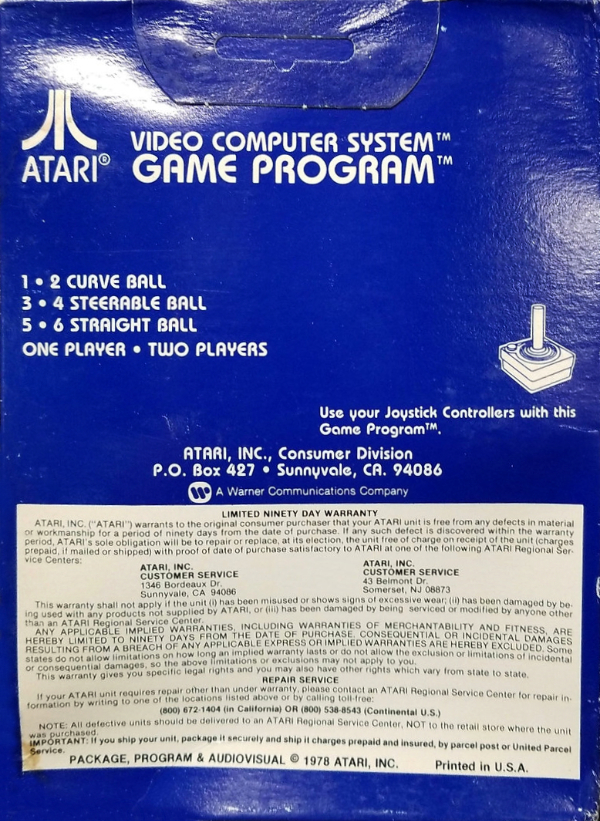 VIDEO COMPUTER SYSTEM™
ATARI® GAME PROGRAM™
1 • 2 CURVE BALL
3 • 4 STEERABLE BALL
5 • 6 STRAIGHT BALL
ONE PLAYER • TWO PLAYERS
Use your Joystick Controllers with this
Game Program™.
ATARI, INC., Consumer Division
P.O. Box 427 • Sunnyvale, CA. 94086
A Warner Communications Company
LIMITED NINETY DAY WARRANTY
ATARI, INC. ("ATARI") warrants to the original consumer purchaser that your ATARI unit is free from any defects in material
or workmanship for a period of ninety days from the date of purchase. If any such defect is discovered within the warranty
period, ATARI's sole obligation will be to repair or replace, at its election, the unit free of charge on receipt of the unit (charges
prepaid, if mailed or shipped) with proof of date of purchase satisfactory to ATARI at one of the following ATARI Regional Ser-
vice Centers:
ATARI, INC.
CUSTOMER SERVICE
1346 Bordeaux Dr.
Sunnyvale, CA 94086
ATARI, INC.
CUSTOMER SERVICE
43 Belmont Dr.
Somerset, NJ 08873
This warranty shall not apply if the unit (i) has been misused or shows signs of excessive wear; (ii) has been damaged by be-
ing used with any products not supplied by ATARI, or (iii) has been damaged by being serviced or modified by anyone other
than an ATARI Regional Service Center.
ANY APPLICABLE IMPLIED WARRANTIES, INCLUDING WARRANTIES OF MERCHANTABILITY AND FITNESS, ARE
HEREBY LIMITED TO NINETY DAYS FROM THE DATE OF PURCHASE. CONSEQUENTIAL OR INCIDENTAL DAMAGES
RESULTING FROM A BREACH OF ANY APPLICABLE EXPRESS OR IMPLIED WARRANTIES ARE HEREBY EXCLUDED. Some
states do not allow limitations on how long an implied warranty lasts or do not allow the exclusion or limitations of incidental
or consequential damages, so the above limitations or exclusions may not apply to you.
This warranty gives you specific legal rights and you may also have other rights which vary from state to state.
REPAIR SERVICE
If your ATARI unit requires repair other than under warranty, please contact an ATARI Regional Service Center for repair in-
formation by writing to one of the locations listed above or by calling toll-free:
(800) 672-1404 (in California) OR (800) 538-8543 (Continental U.S.)
NOTE: All defective units should be delivered to an ATARI Regional Service Center, NOT to the retail store where the unit
was purchased.
IMPORTANT: If you ship your unit, package it securely and ship it charges prepaid and insured, by parcel post or United Parcel
Service.
PACKAGE, PROGRAM & AUDIOVISUAL © 1978 ATARI, INC. Printed in U.S.A.